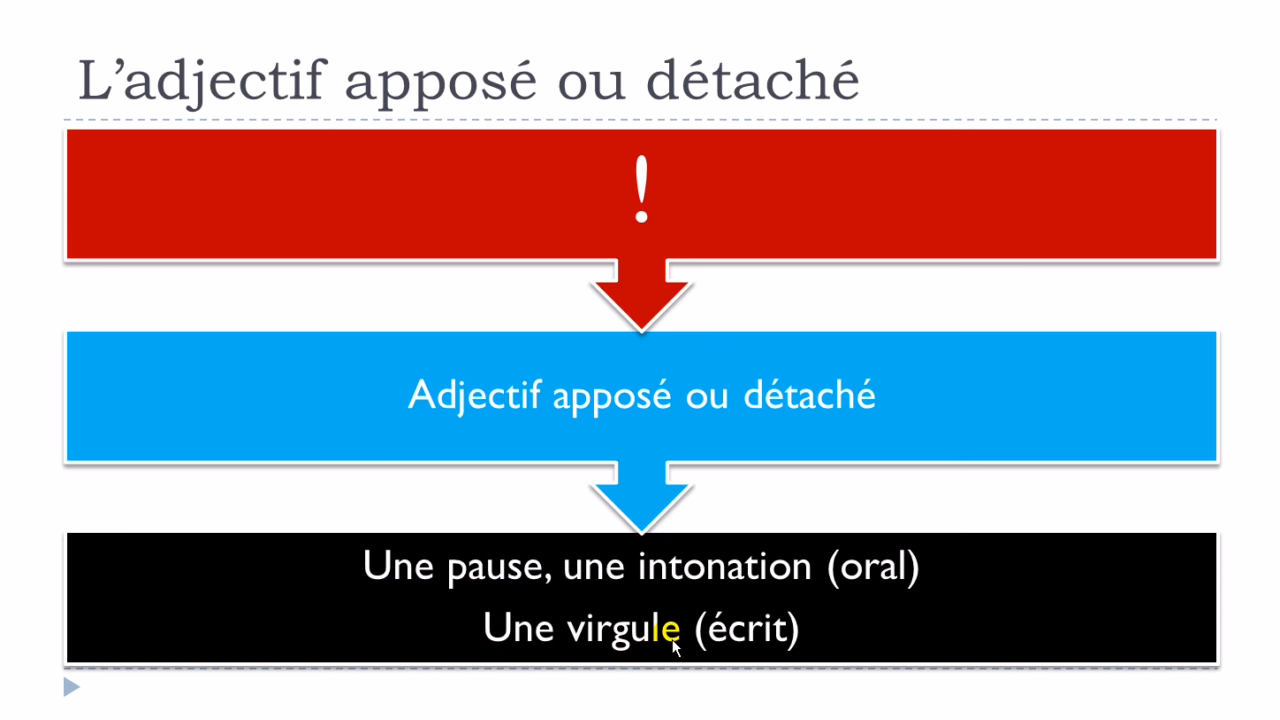 L’adjectif apposé ou détaché
!
Adjectif apposé ou détaché
Une pause, une intonation (oral)
Une virgule (écrit)